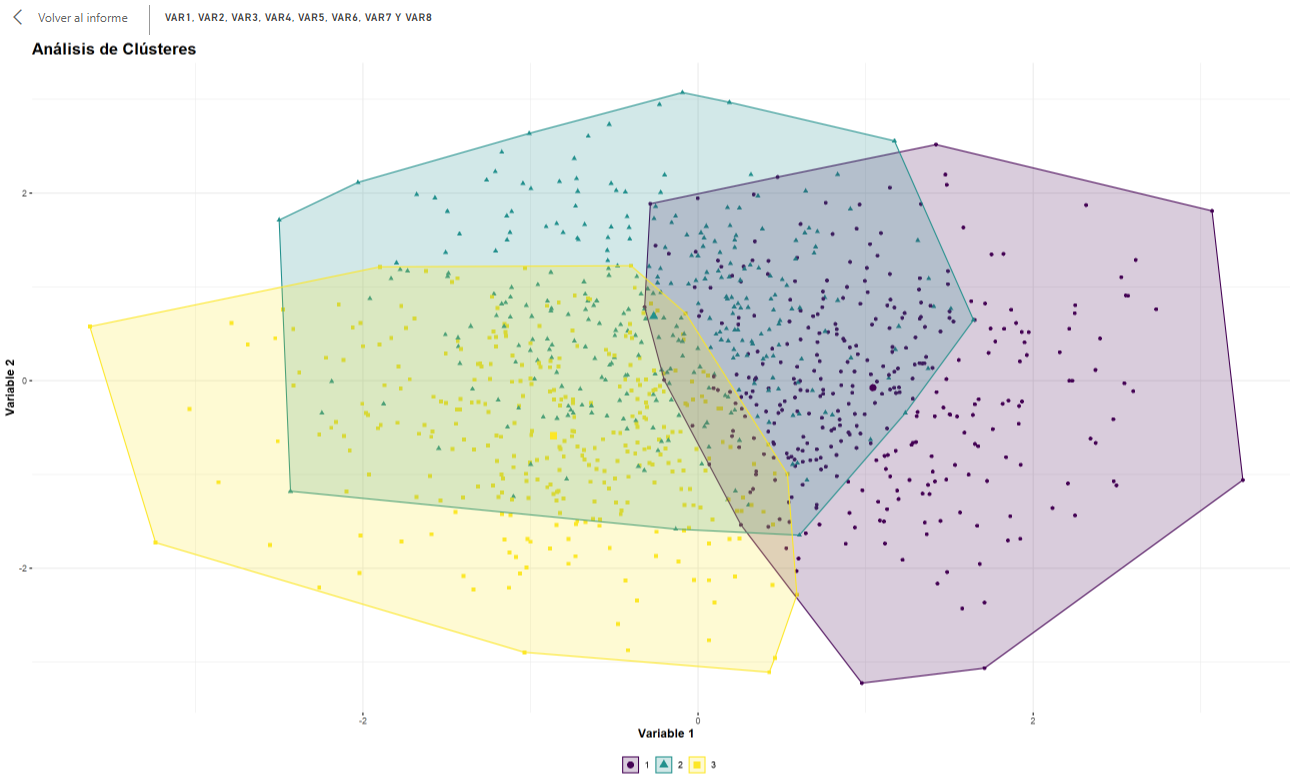 Volver al informe
VAR1, VAR2, VAR3, VAR4, VAR5, VAR6, VAR7 Y VAR8
Análisis de Clústeres
Variable 2
2
0
-2
-2
0
2
Variable 1
1
2
3